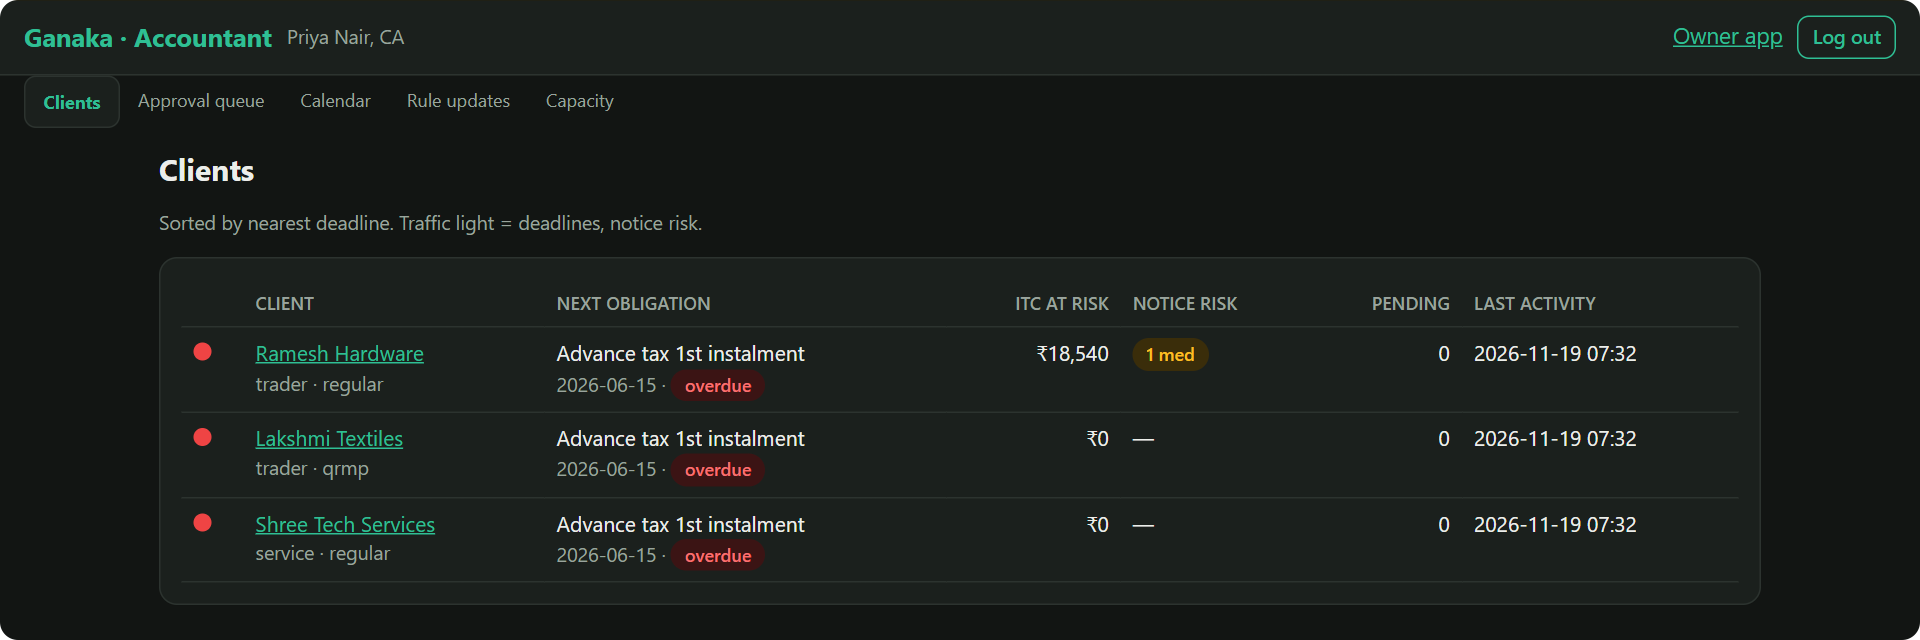 Ganaka · Accountant Priya Nair, CA Owner app Log out
Clients Approval queue Calendar Rule updates Capacity
Clients
Sorted by nearest deadline. Traffic light = deadlines, notice risk.
CLIENT NEXT OBLIGATION ITC AT RISK NOTICE RISK PENDING LAST ACTIVITY
Ramesh Hardware Advance tax 1st instalment ₹18,540 1 med 0 2026-11-19 07:32
trader · regular 2026-06-15 · overdue
Lakshmi Textiles Advance tax 1st instalment ₹0 — 0 2026-11-19 07:32
trader · qrmp 2026-06-15 · overdue
Shree Tech Services Advance tax 1st instalment ₹0 — 0 2026-11-19 07:32
service · regular 2026-06-15 · overdue